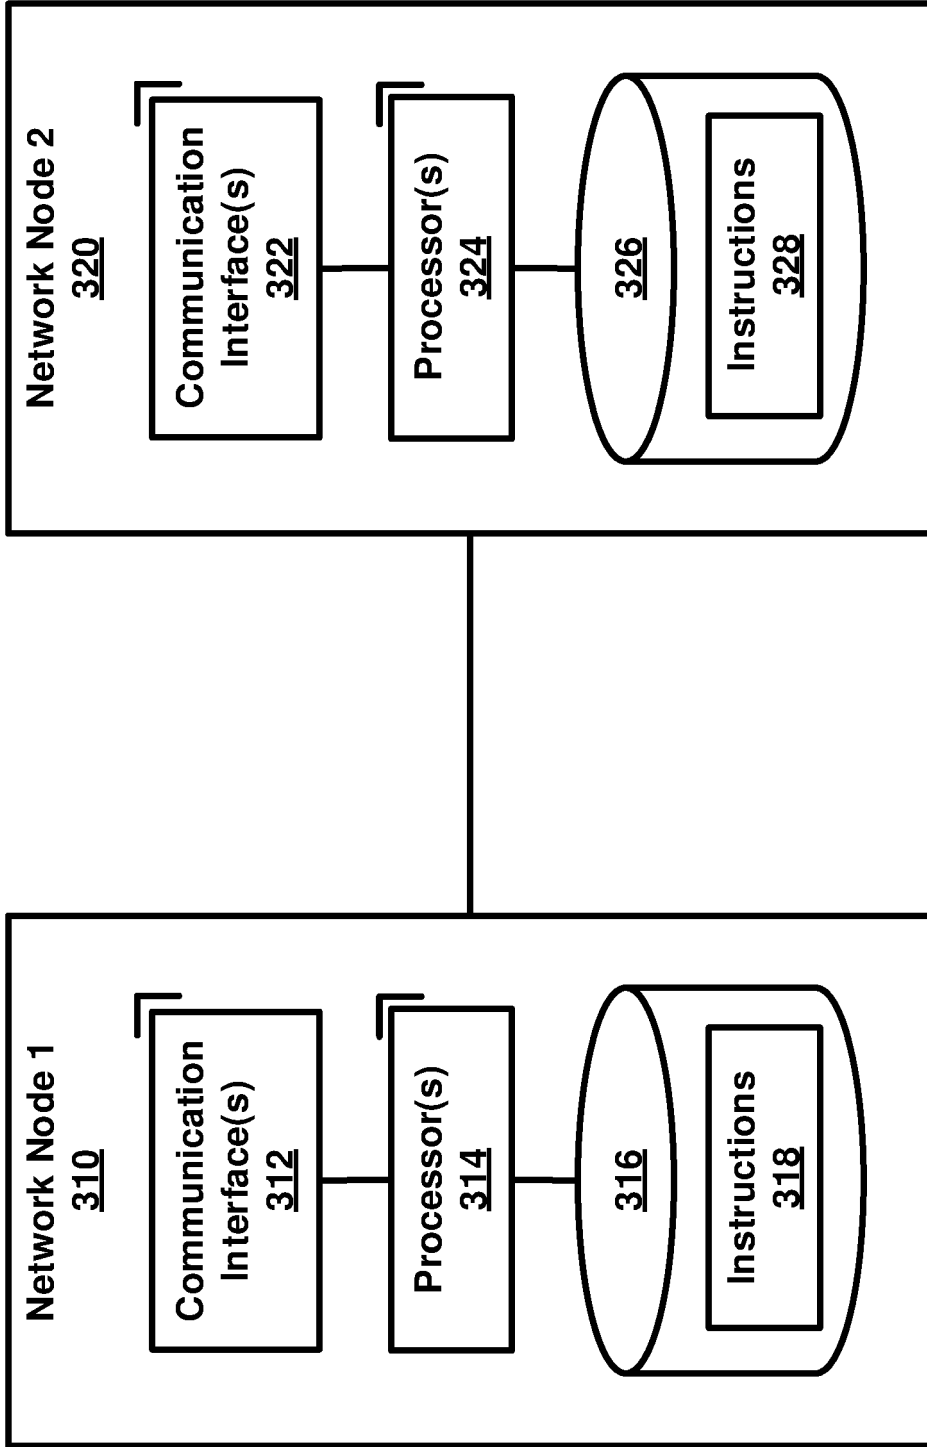 Network Node 1
310
Communication
Interface(s)
312
Processor(s)
314
316
Instructions
318
Network Node 2
320
Communication
Interface(s)
322
Processor(s)
324
326
Instructions
328